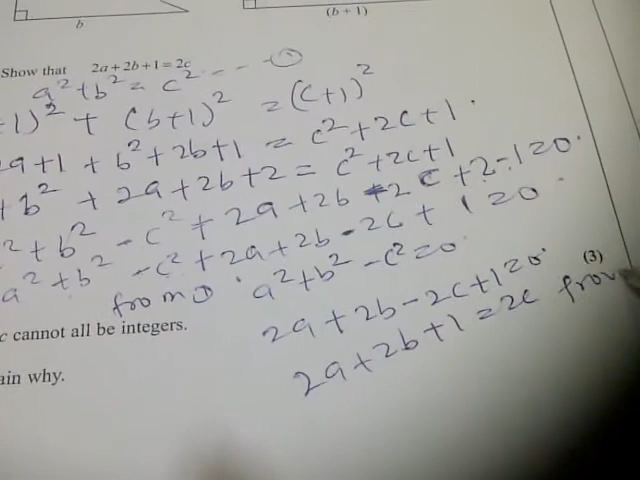 b
(b + 1)
Show that 2a + 2b + 1 = 2c
a² + b² = c² - - - ①
+1)² + (b+1)² = (c+1)²
2a+1 + b² + 2b+1 = c² + 2c+1.
+ b² + 2a + 2b + 2 = c² + 2c+1
² + b² - c² + 2a + 2b - 2c + 2-1=0.
a² + b² - c² + 2a + 2b - 2c + 1 = 0.
from ① a² + b² - c² = 0.
(3)
2a + 2b - 2c + 1 = 0.
c cannot all be integers.
2a + 2b + 1 = 2c prov
ain why.